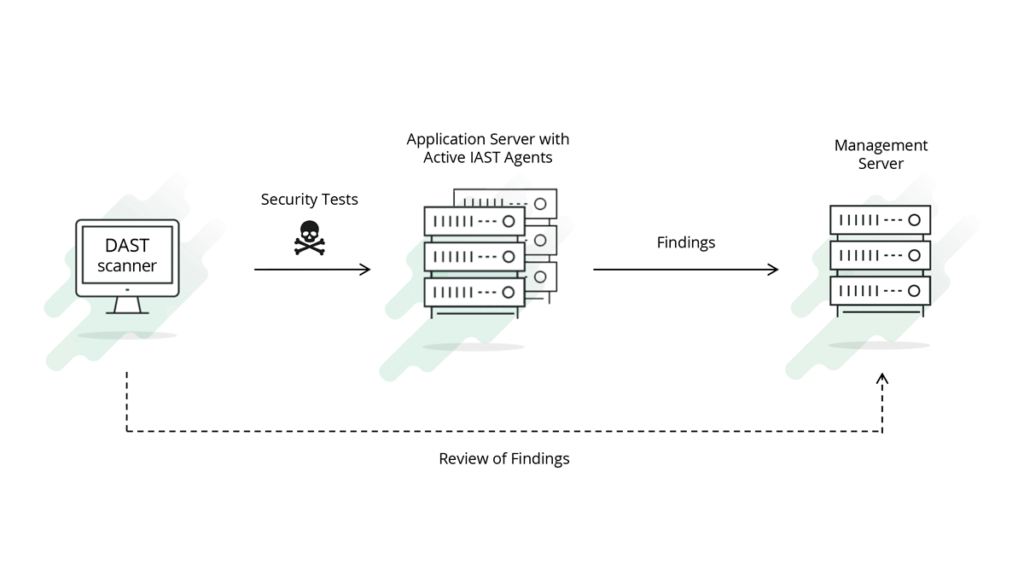 Application Server with
Active IAST Agents
Management
Server
Security Tests
DAST
scanner
Findings
Review of Findings